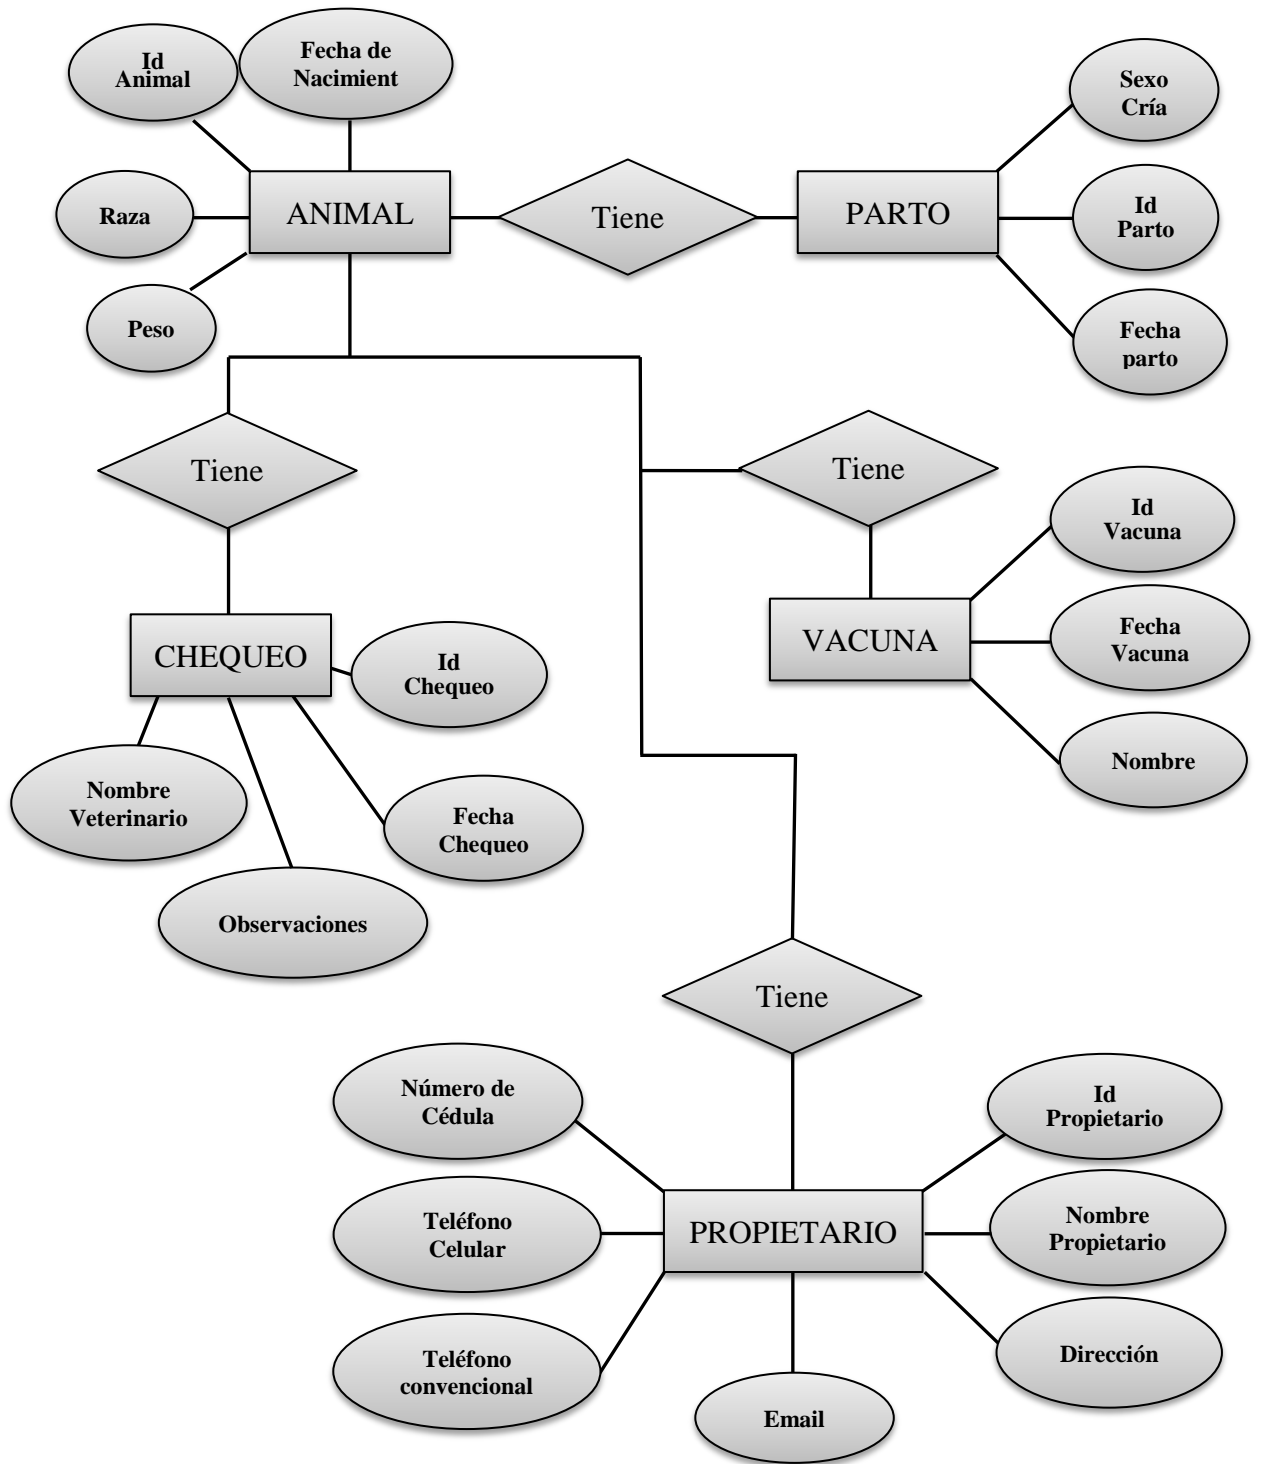 Id
Animal
Fecha de
Nacimient
Sexo
Cría
Raza
ANIMAL
Tiene
PARTO
Id
Parto
Peso
Fecha
parto
Tiene
Tiene
Id
Vacuna
CHEQUEO
Id
Chequeo
VACUNA
Fecha
Vacuna
Nombre
Veterinario
Fecha
Chequeo
Nombre
Observaciones
Tiene
Número de
Cédula
Id
Propietario
Teléfono
Celular
PROPIETARIO
Nombre
Propietario
Teléfono
convencional
Email
Dirección